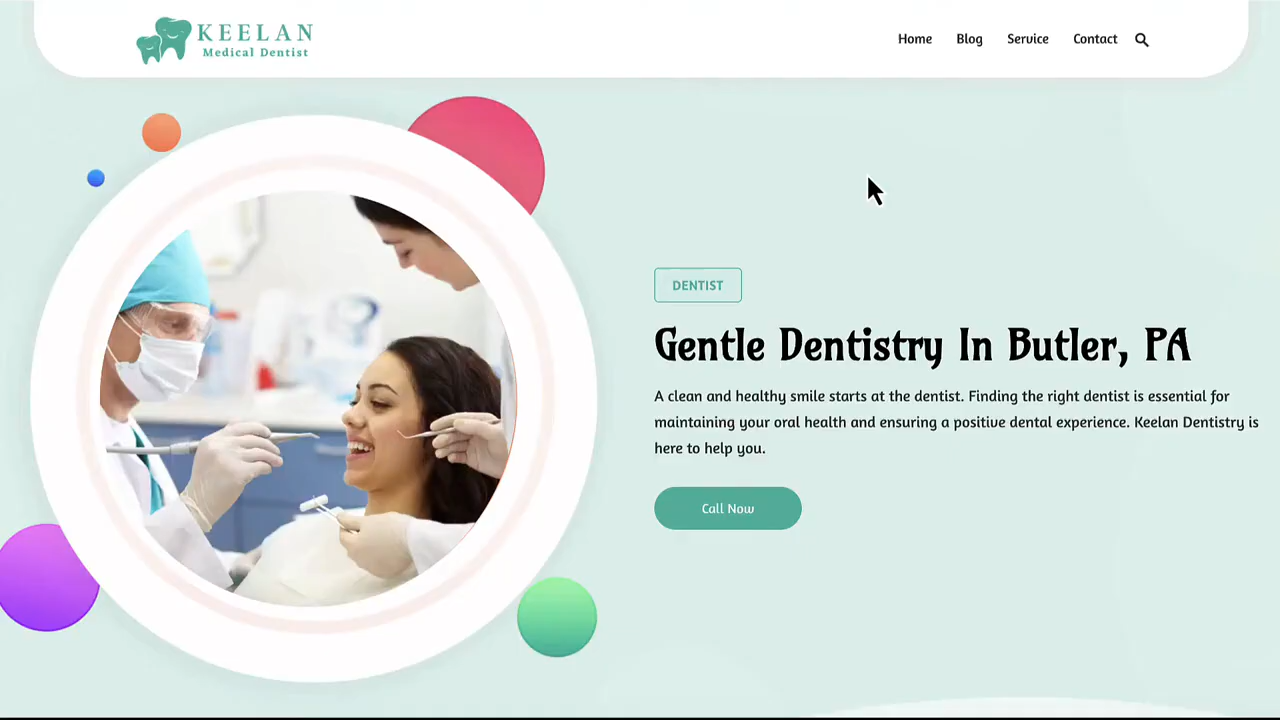 KEELAN
Medical Dentist
Home Blog Service Contact
DENTIST
Gentle Dentistry In Butler, PA
A clean and healthy smile starts at the dentist. Finding the right dentist is essential for
maintaining your oral health and ensuring a positive dental experience. Keelan Dentistry is
here to help you.
Call Now